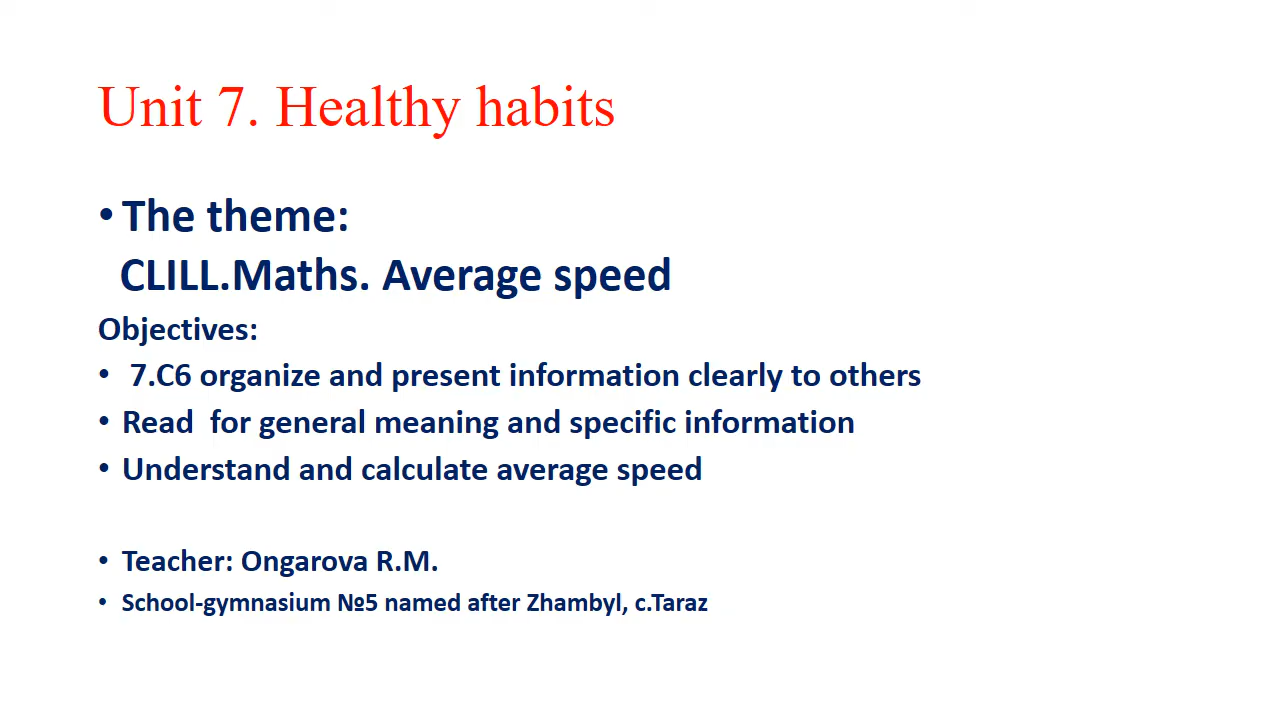 Unit 7. Healthy habits
• The theme:
CLILL.Maths. Average speed
Objectives:
• 7.C6 organize and present information clearly to others
• Read  for general meaning and specific information
• Understand and calculate average speed
• Teacher: Ongarova R.M.
• School-gymnasium №5 named after Zhambyl, c.Taraz